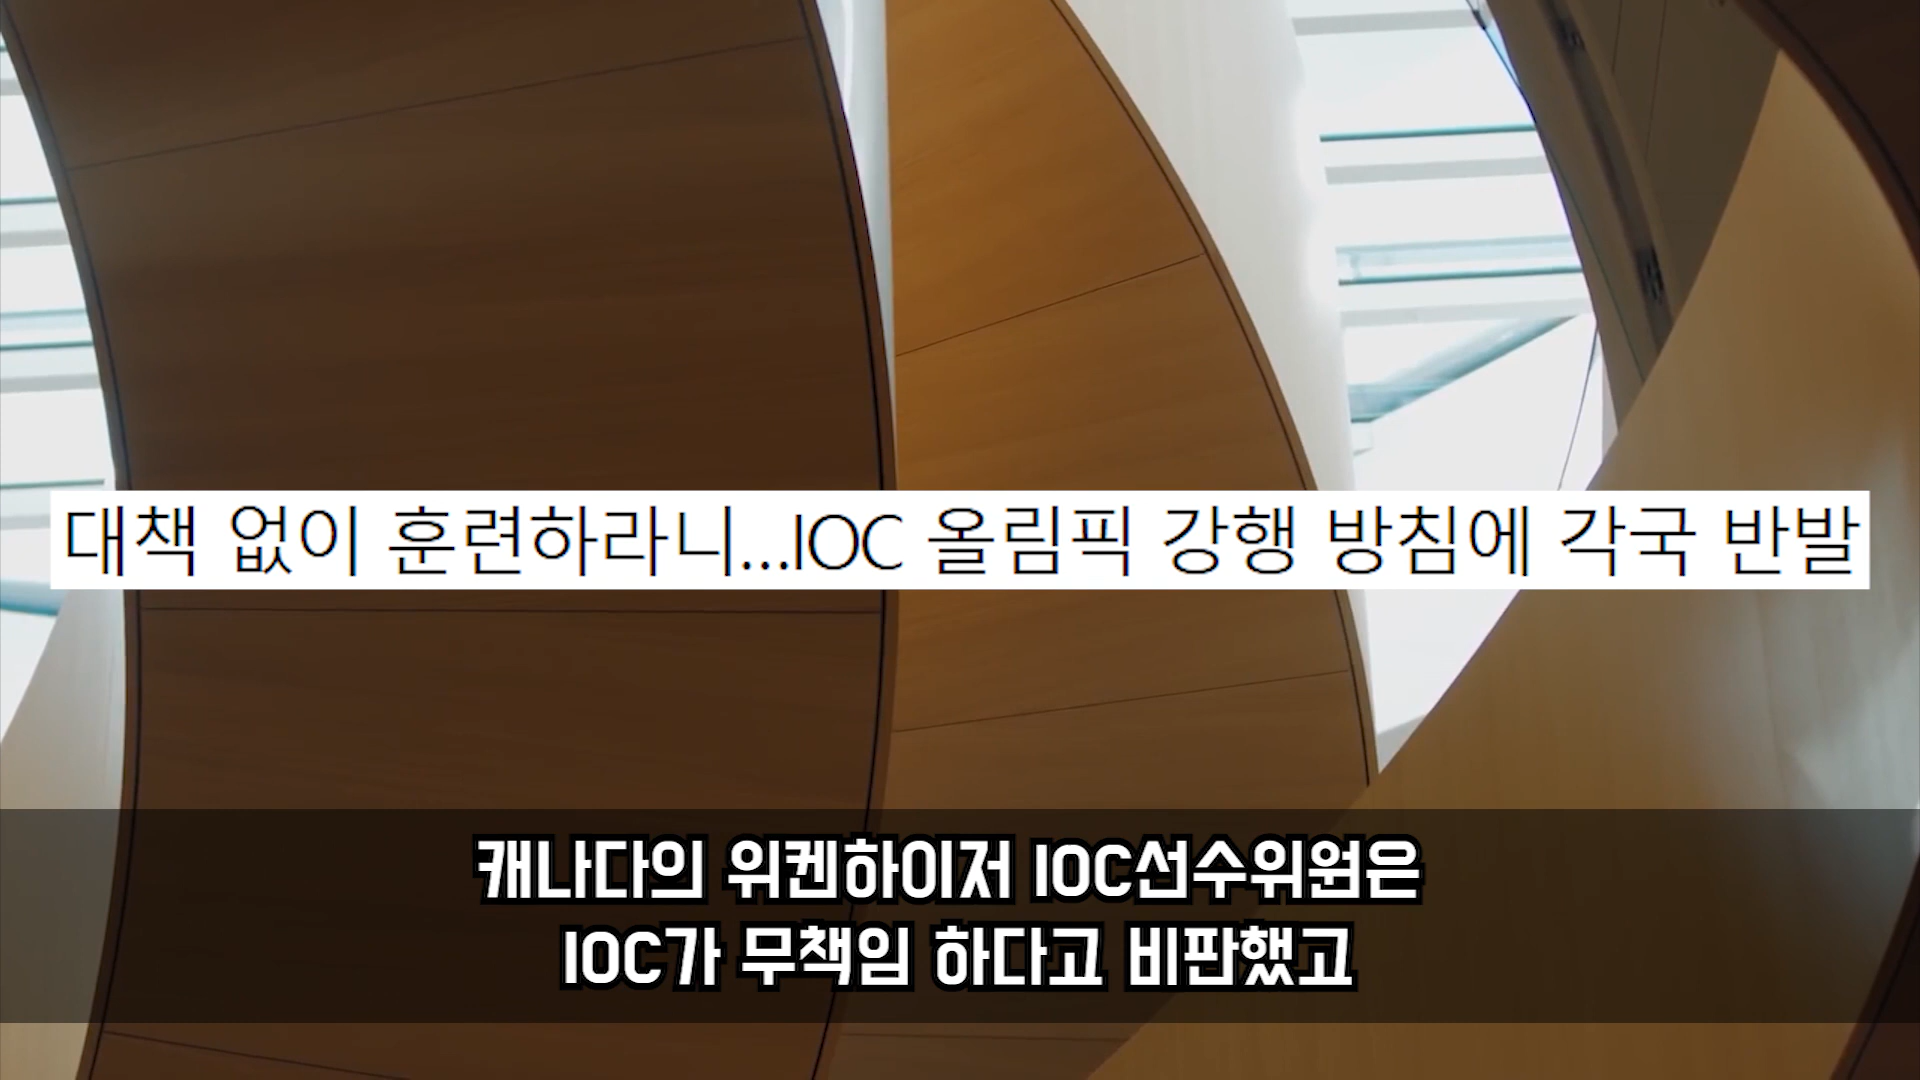 대책 없이 훈련하라니...IOC 올림픽 강행 방침에 각국 반발
캐나다의 위켄하이저 IOC선수위원은
IOC가 무책임 하다고 비판했고